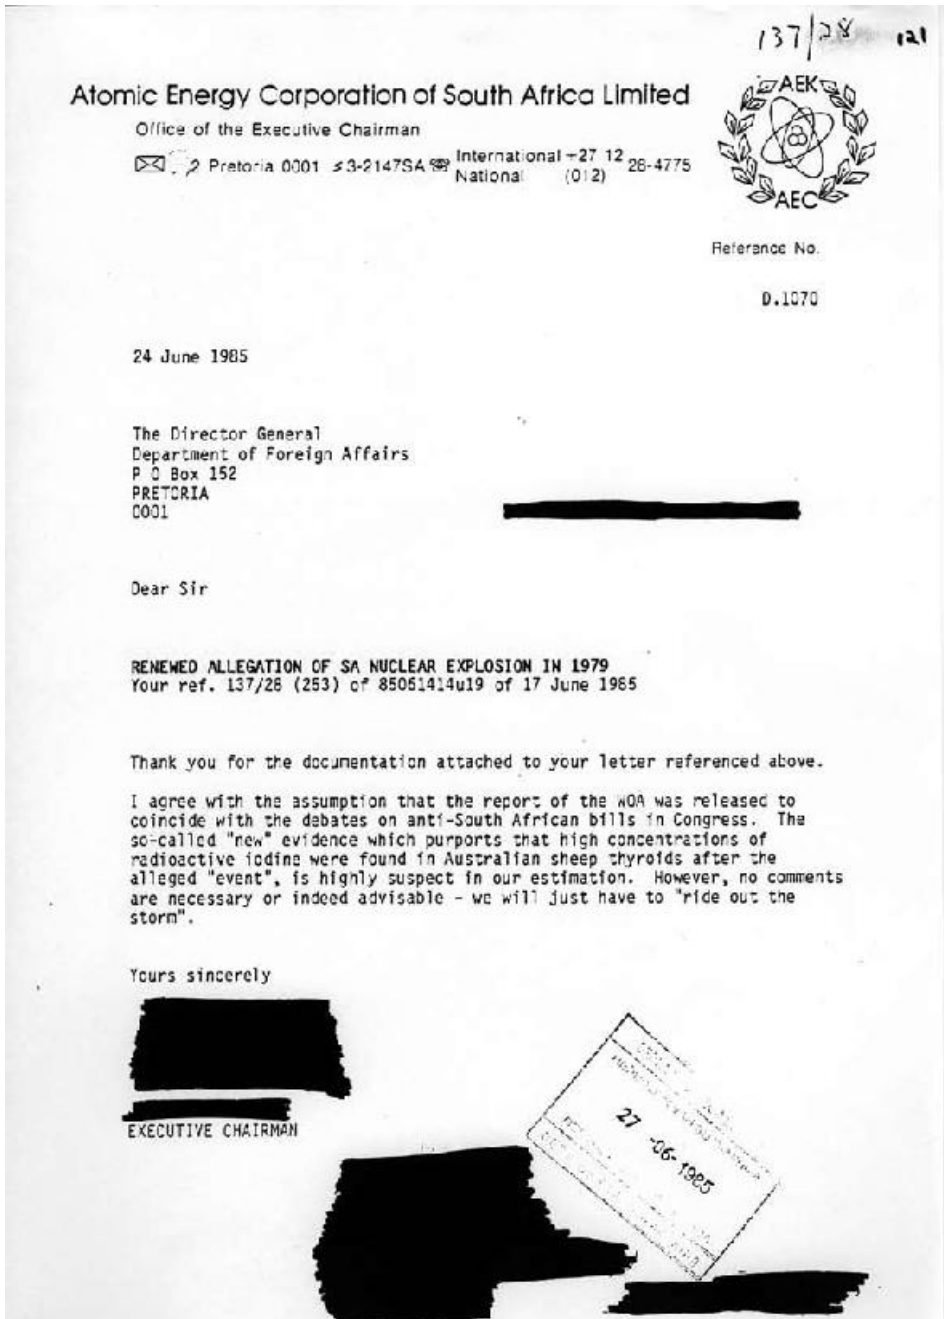 137/28 121
Atomic Energy Corporation of South Africa Limited
Office of the Executive Chairman
Pretoria 0001 3-2147SA International +27 12 28-4775
National (012)
AEK
AEC
Reference No.
D.1070
24 June 1985
The Director General
Department of Foreign Affairs
P O Box 152
PRETORIA
0001
Dear Sir
RENEWED ALLEGATION OF SA NUCLEAR EXPLOSION IN 1979
Your ref. 137/28 (253) of 85051414u19 of 17 June 1985
Thank you for the documentation attached to your letter referenced above.
I agree with the assumption that the report of the WOA was released to
coincide with the debates on anti-South African bills in Congress. The
so-called "new" evidence which purports that high concentrations of
radioactive iodine were found in Australian sheep thyroids after the
alleged "event", is highly suspect in our estimation. However, no comments
are necessary or indeed advisable - we will just have to "ride out the
storm".
Yours sincerely
EXECUTIVE CHAIRMAN
27 -06- 1985